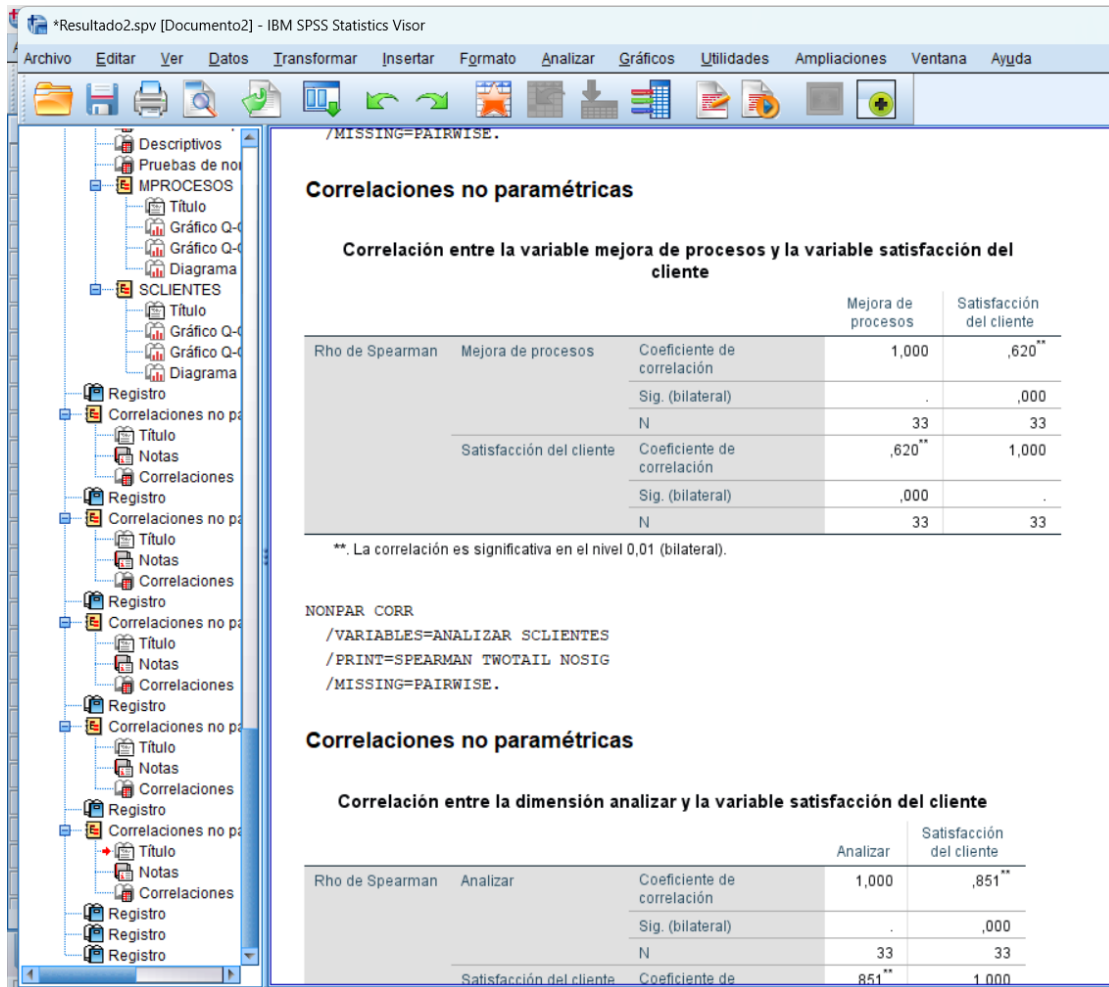 *Resultado2.spv [Documento2] - IBM SPSS Statistics Visor
Archivo Editar Ver Datos Transformar Insertar Formato Analizar Gráficos Utilidades Ampliaciones Ventana Ayuda
Descriptivos
Pruebas de nor
MPROCESOS
Título
Gráfico Q-
Gráfico Q-
Diagrama
SCLIENTES
Título
Gráfico Q-
Gráfico Q-
Diagrama
Registro
Correlaciones no pa
Título
Notas
Correlaciones
Registro
Correlaciones no pa
Título
Notas
Correlaciones
Registro
Correlaciones no pa
Título
Notas
Correlaciones
Registro
Correlaciones no pa
Título
Notas
Correlaciones
Registro
Correlaciones no pa
Título
Notas
Correlaciones
Registro
Registro
Registro
/MISSING=PAIRWISE.
Correlaciones no paramétricas
Correlación entre la variable mejora de procesos y la variable satisfacción del
cliente
Mejora de procesos Satisfacción del cliente
Rho de Spearman Mejora de procesos Coeficiente de correlación 1,000 ,620**
Sig. (bilateral) . ,000
N 33 33
Satisfacción del cliente Coeficiente de correlación ,620** 1,000
Sig. (bilateral) ,000 .
N 33 33
**. La correlación es significativa en el nivel 0,01 (bilateral).
NONPAR CORR
/VARIABLES=ANALIZAR SCLIENTES
/PRINT=SPEARMAN TWOTAIL NOSIG
/MISSING=PAIRWISE.
Correlaciones no paramétricas
Correlación entre la dimensión analizar y la variable satisfacción del cliente
Analizar Satisfacción del cliente
Rho de Spearman Analizar Coeficiente de correlación 1,000 ,851**
Sig. (bilateral) . ,000
N 33 33
Satisfacción del cliente Coeficiente de 851** 1 000